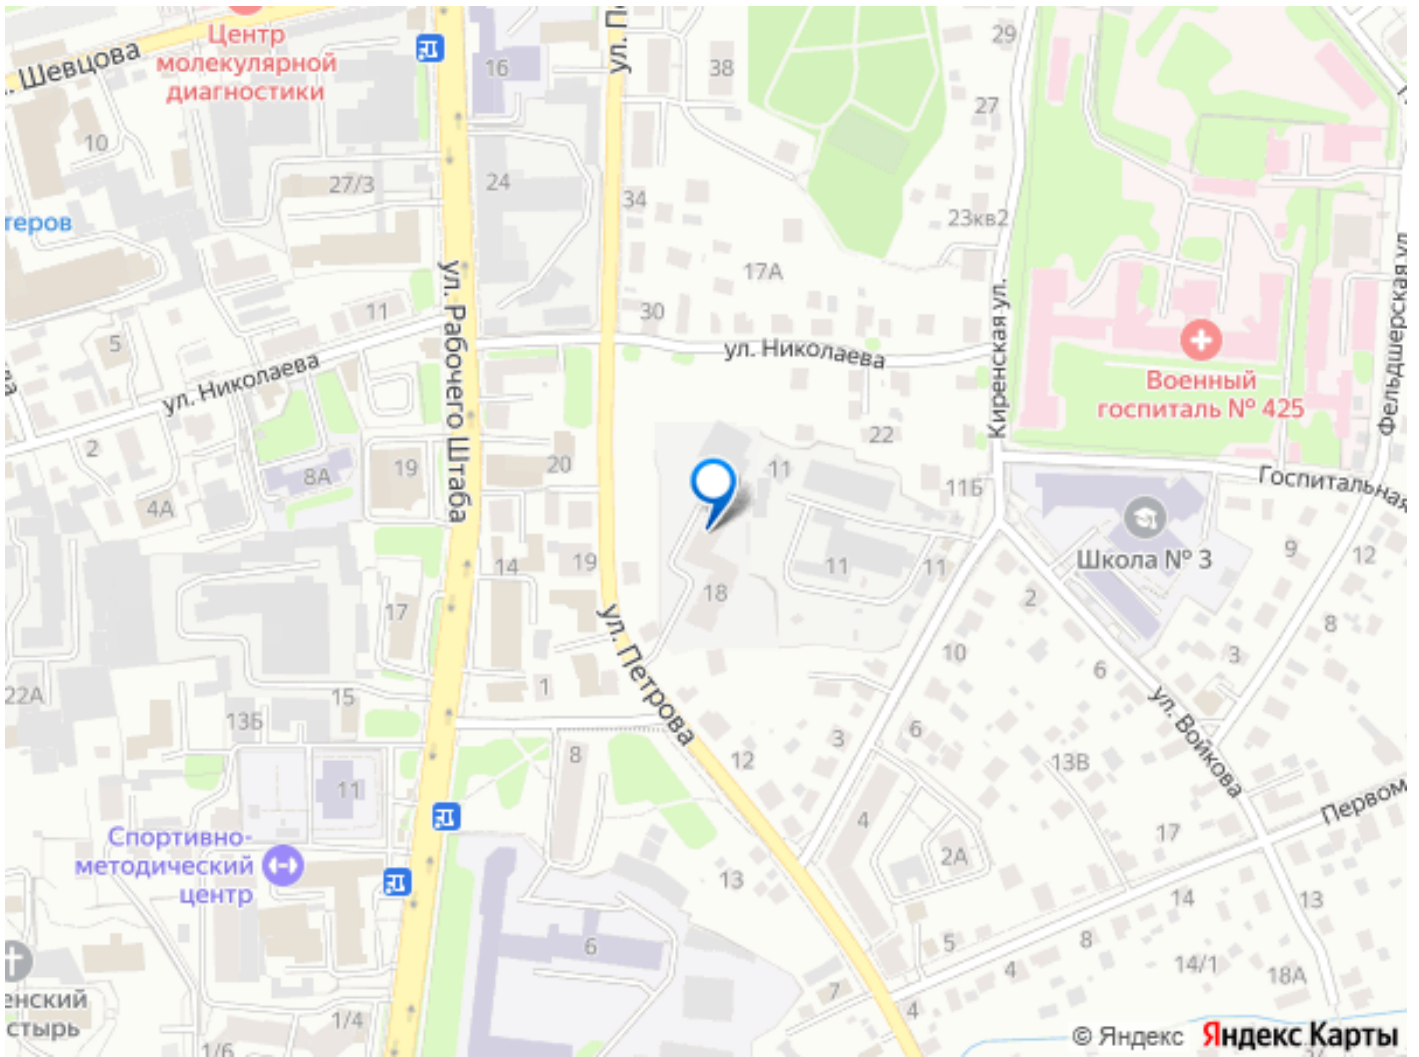 Центр
молекулярной
диагностики
Шевцова
16
ул.
38
29
27
10
27/3
24
34
23кв2
теров
17А
30
ул. Рабочего Штаба
11
ул. Николаева
5
ул. Николаева
Киренская ул.
Военный
госпиталь № 425
Фельдшерская ул.
2
8А
19
20
22
11
11Б
Госпитальная
4А
Школа № 3
9
12
14
19
11
11
18
17
ул. Петрова
2
8
10
6
3
22А
15
1
13Б
ул. Войкова
8
12
3
6
13В
11
Первом
4
17
2А
Спортивно-
методический
центр
13
14
13
6
5
8
4
14/1
18А
7
4
енский
стырь
1/4
1/6
© Яндекс
Яндекс Карты